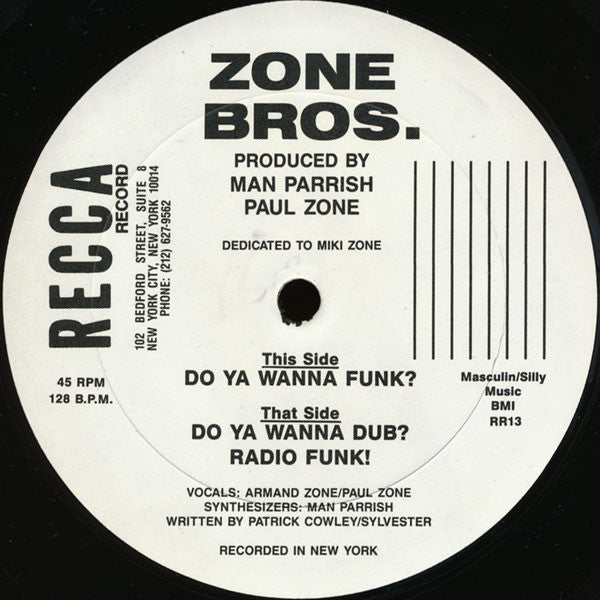 ZONE
BROS.
PRODUCED BY
MAN PARRISH
PAUL ZONE
DEDICATED TO MIKI ZONE
RECCA
RECORD
102 BEDFORD STREET, SUITE 8
NEW YORK CITY, NEW YORK 10014
PHONE: (212) 627-9562
45 RPM
128 B.P.M.
This Side
DO YA WANNA FUNK?
That Side
DO YA WANNA DUB?
RADIO FUNK!
Masculin/Silly
Music
BMI
RR13
VOCALS: ARMAND ZONE/PAUL ZONE
SYNTHESIZERS: MAN PARRISH
WRITTEN BY PATRICK COWLEY/SYLVESTER
RECORDED IN NEW YORK